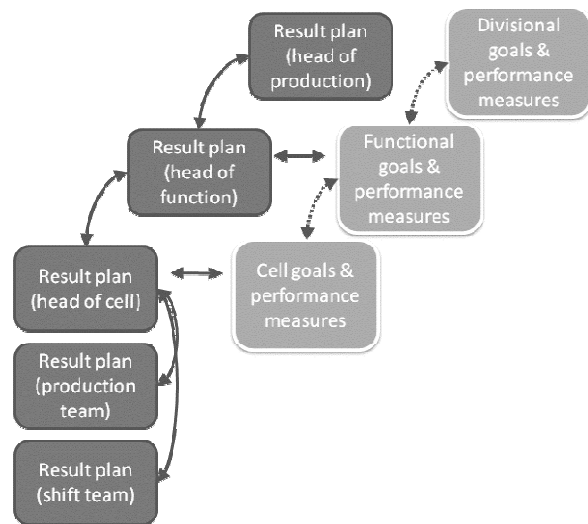 Result plan
(head of
production)
Divisional
goals &
performance
measures
Result plan
(head of
function)
Functional
goals &
performance
measures
Result plan
(head of cell)
Cell goals &
performance
measures
Result plan
(production
team)
Result plan
(shift team)